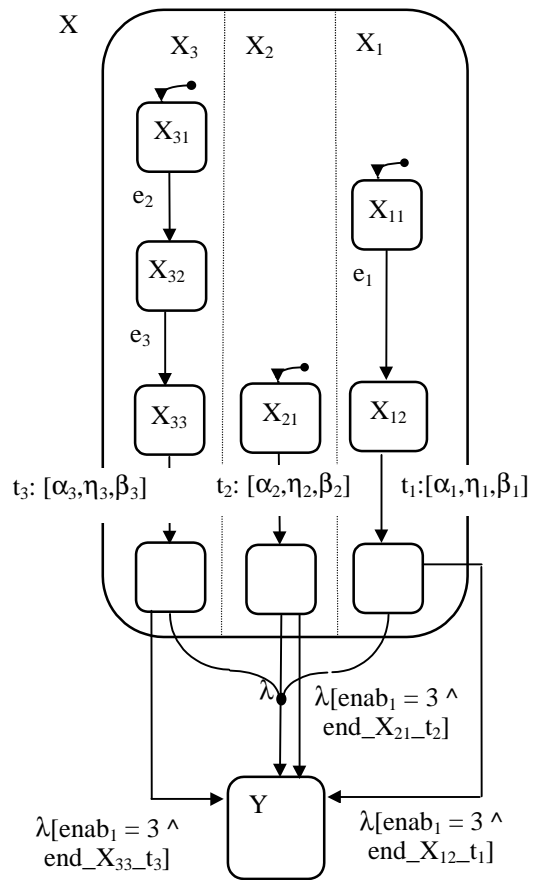 X
X₃ X₂ X₁
X₃₁
X₁₁
e₂
X₃₂
e₁
e₃
X₃₃ X₂₁ X₁₂
t₃: [α₃,η₃,β₃] t₂: [α₂,η₂,β₂] t₁:[α₁,η₁,β₁]
λ
λ[enab₁ = 3 ^
end_X₂₁_t₂]
Y
λ[enab₁ = 3 ^
end_X₃₃_t₃]
λ[enab₁ = 3 ^
end_X₁₂_t₁]